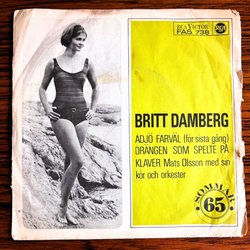 RCA VICTOR
FAS 738
RCA
BRITT DAMBERG
ADJÖ FARVÄL (för sista gång)
DRÄNGEN SOM SPELTE PÅ
KLAVER Mats Olsson med sin
kör och orkester
SOMMAR
65